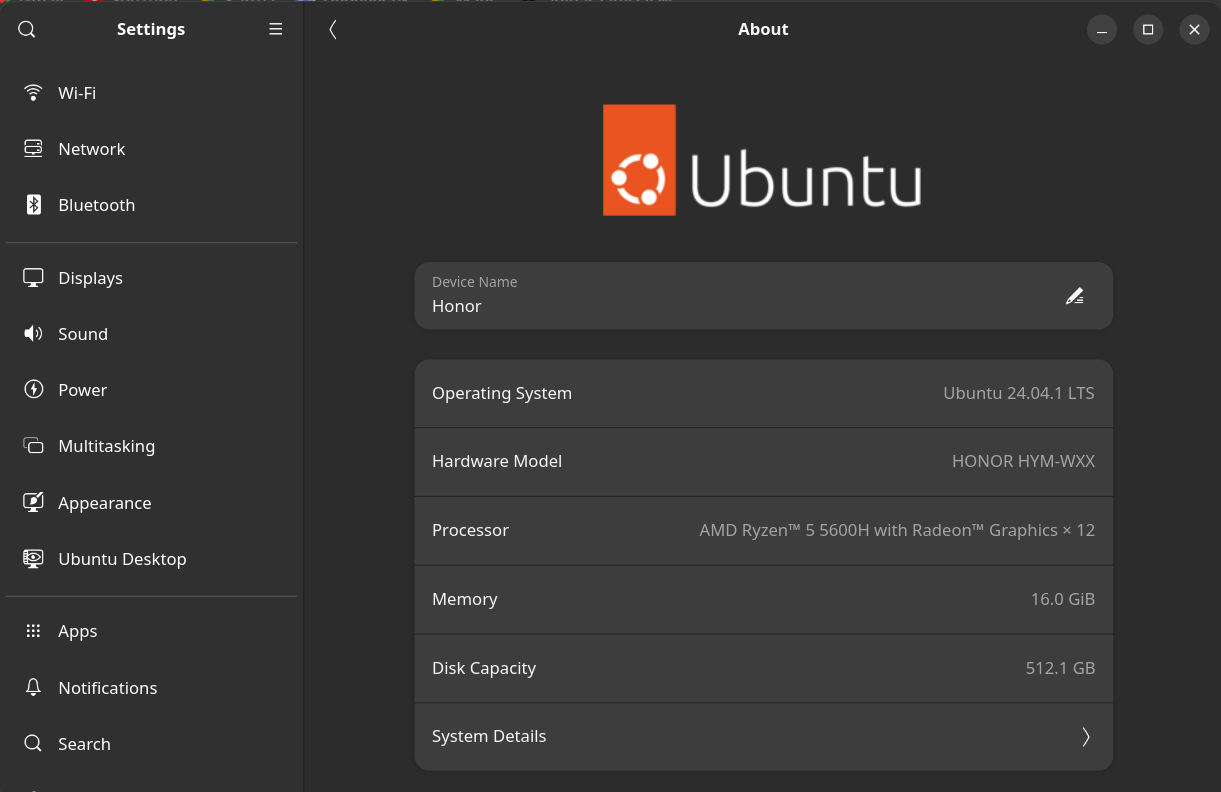 Settings
About
Wi-Fi
Network
Bluetooth
Displays
Sound
Power
Multitasking
Appearance
Ubuntu Desktop
Apps
Notifications
Search
Ubuntu
Device Name
Honor
Operating System Ubuntu 24.04.1 LTS
Hardware Model HONOR HYM-WXX
Processor AMD Ryzen™ 5 5600H with Radeon™ Graphics × 12
Memory 16.0 GiB
Disk Capacity 512.1 GB
System Details